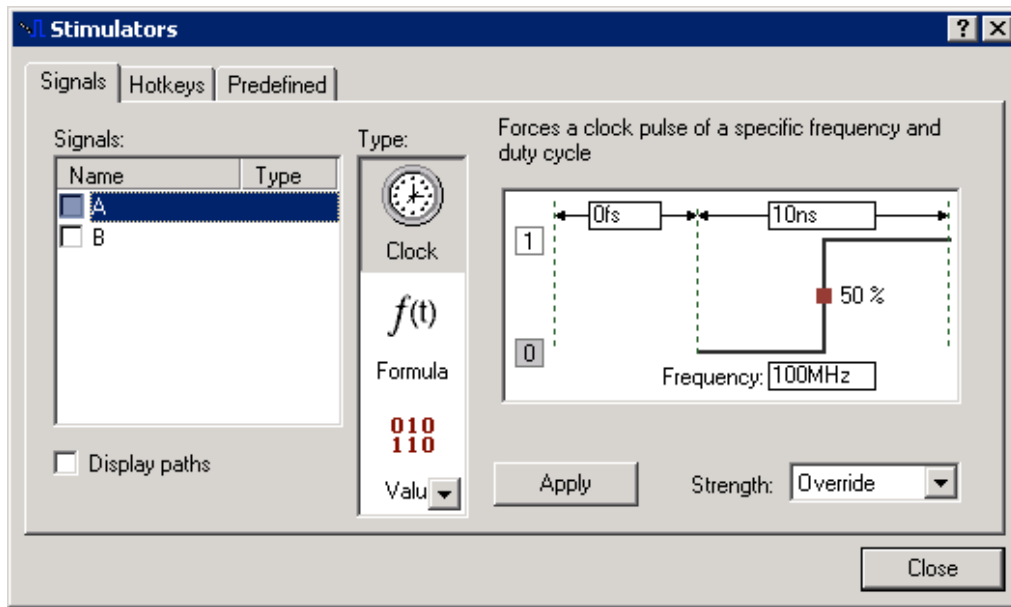 Stimulators
Signals Hotkeys Predefined
Signals:
Name Type
A
B
Display paths
Type:
Clock
f(t)
Formula
010
110
Valu
Forces a clock pulse of a specific frequency and
duty cycle
0fs 10ns
1
50 %
0
Frequency: 100MHz
Apply Strength: Override
Close